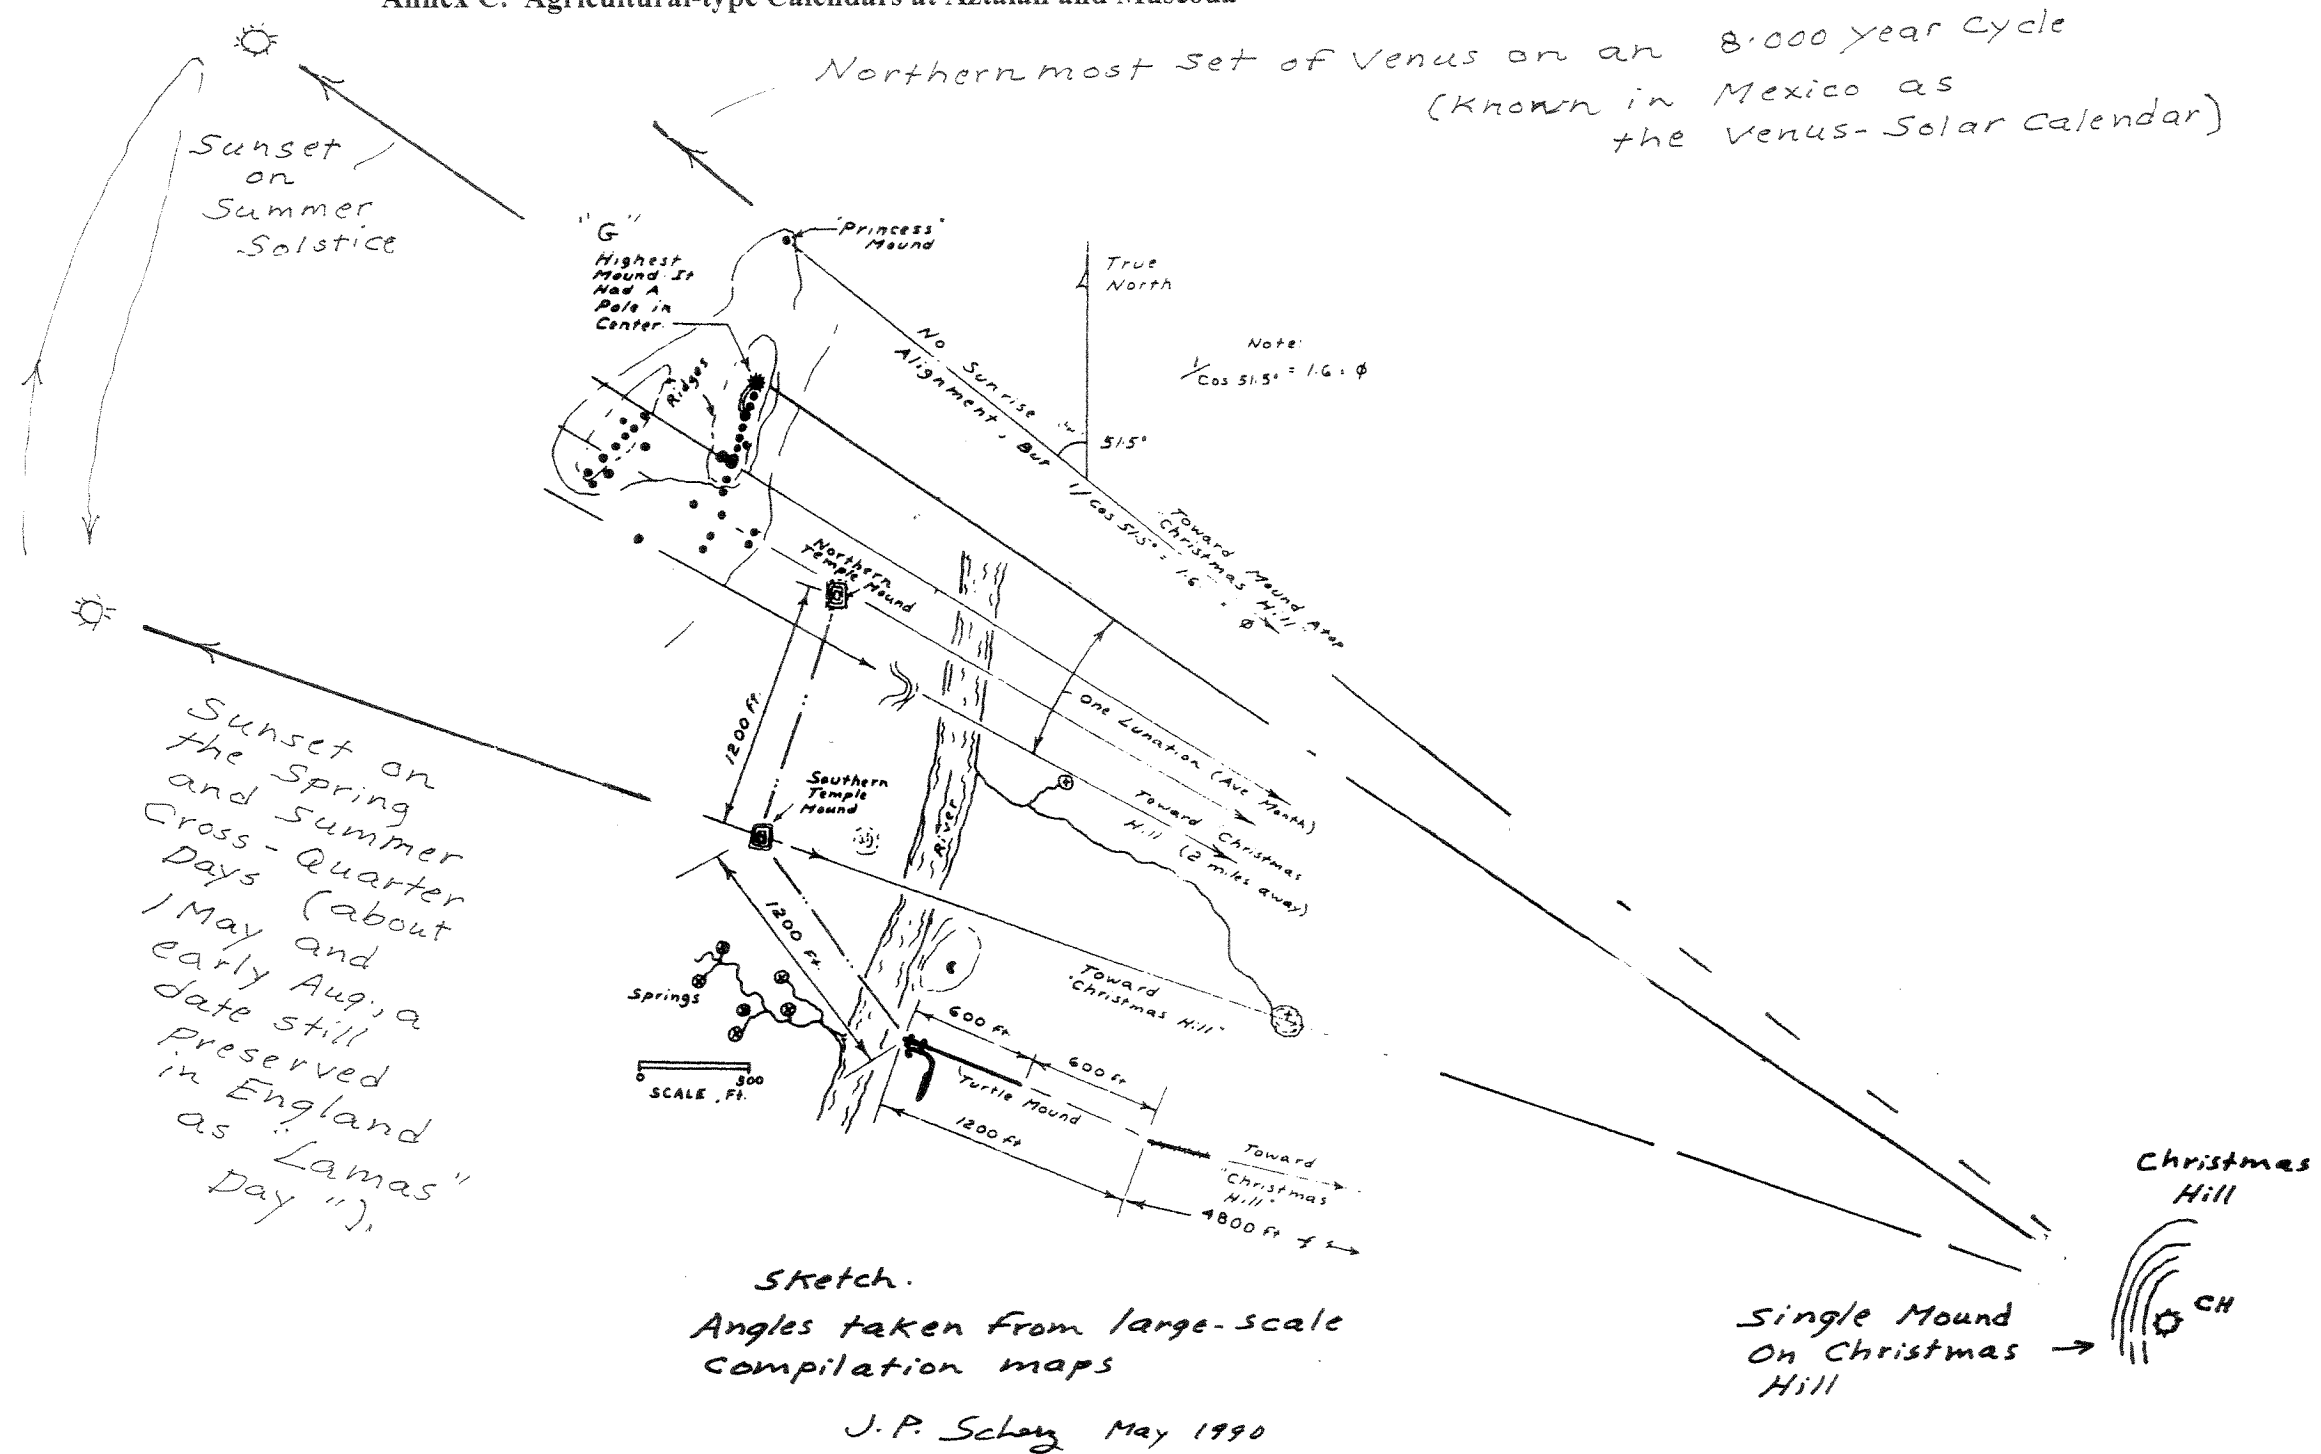 Annex C: Agricultural-type Calendars at Aztalan and Muscoda
Northernmost set of Venus on an 8.000 year cycle
(Known in Mexico as
the Venus-Solar Calendar)
Sunset
on
Summer
Solstice
"G"
Highest
Mound It
Had A
Pole in
Center.
"Princess"
Mound
True
North
Note:
1/Cos 51.5° = 1.6 = φ
51.5°
No Sunrise
Alignment, But
1/Cos 51.5° = 1.6 = φ
Toward Mound Atop
Christmas Hill
Ridges
Northern
Temple Mound
1200 Ft.
One Lunation (Ave Month)
Toward Christmas
Hill (2 miles away)
Southern
Temple
Mound
River
1200 Ft.
Springs
Toward
"Christmas Hill"
600 Ft
600 Ft
Turtle Mound
1200 Ft
0 300
SCALE, Ft.
Toward
"Christmas
Hill"
4800 Ft
Sunset on
the Spring
and Summer
Cross-Quarter
Days (about
1 May and
early Aug., a
date still
preserved
in England
as "Lamas"
Day").
Christmas
Hill
CH
Single Mound
On Christmas
Hill
Sketch.
Angles taken from large-scale
compilation maps
J.P. Scherz May 1990